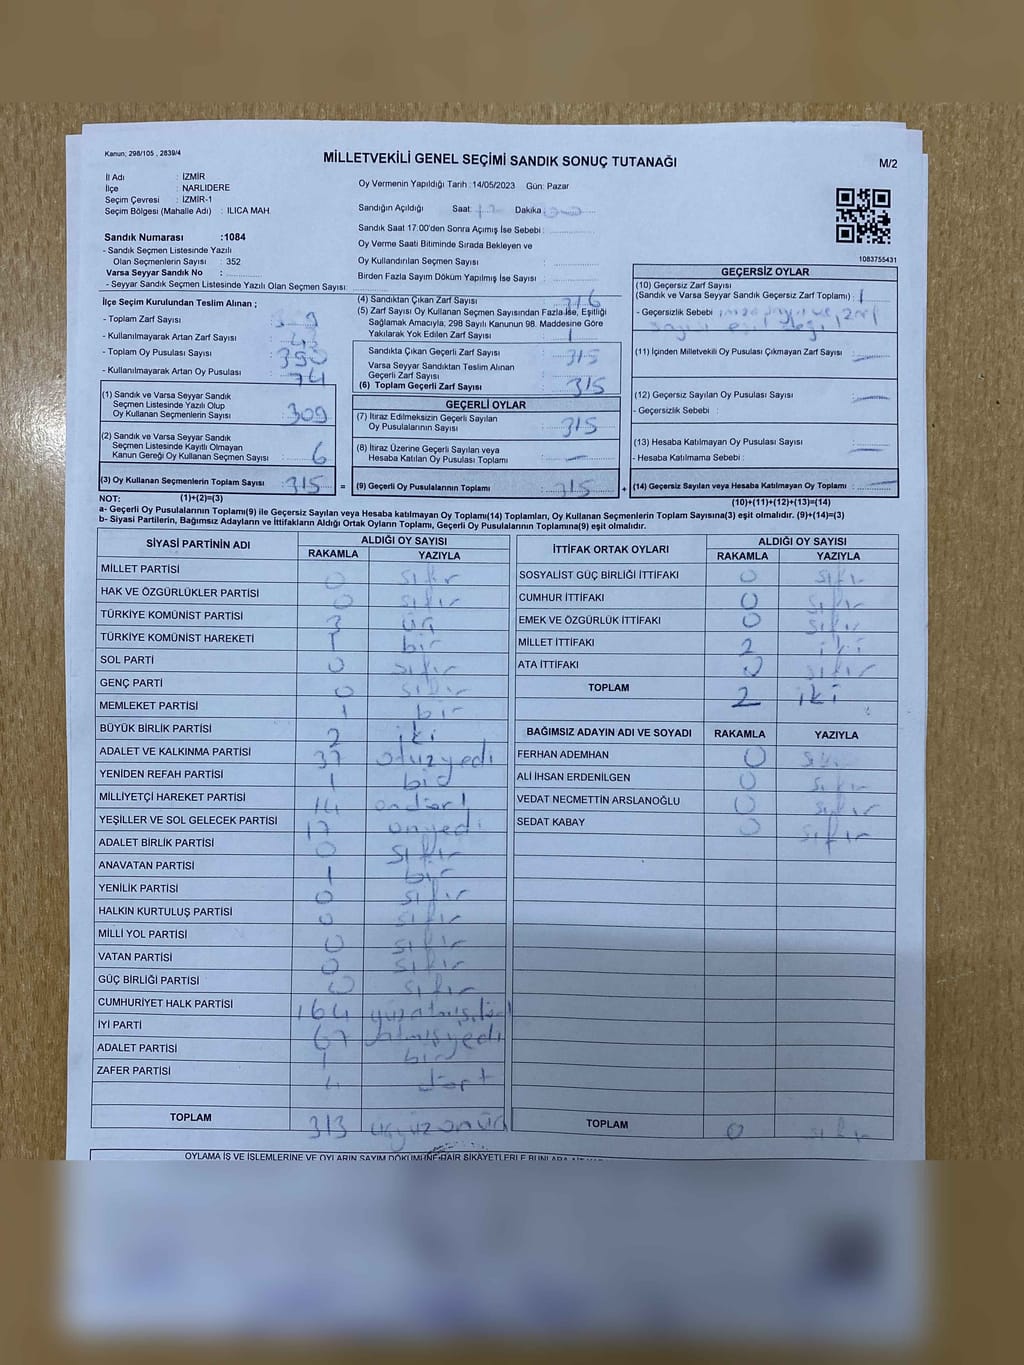 Kanun; 298/105 , 2839/4
MİLLETVEKİLİ GENEL SEÇİMİ SANDIK SONUÇ TUTANAĞI
M/2
İl Adı : İZMİR
İlçe : NARLIDERE
Seçim Çevresi : İZMİR-1
Seçim Bölgesi (Mahalle Adı) : ILICA MAH.
Sandık Numarası :1084
- Sandık Seçmen Listesinde Yazılı
Olan Seçmenlerin Sayısı : 352
Varsa Seyyar Sandık No :
- Seyyar Sandık Seçmen Listesinde Yazılı Olan Seçmen Sayısı:
Oy Vermenin Yapıldığı Tarih :14/05/2023 Gün: Pazar
Sandığın Açıldığı Saat: Dakika
Sandık Saat 17:00'den Sonra Açımış İse Sebebi :
Oy Verme Saati Bitiminde Sırada Bekleyen ve
Oy Kullandırılan Seçmen Sayısı :
Birden Fazla Sayım Döküm Yapılmış İse Sayısı :
1083755431
İlçe Seçim Kurulundan Teslim Alınan ;
- Toplam Zarf Sayısı :
- Kullanılmayarak Artan Zarf Sayısı :
- Toplam Oy Pusulası Sayısı : 390
- Kullanılmayarak Artan Oy Pusulası : 74
(1) Sandık ve Varsa Seyyar Sandık
Seçmen Listesinde Yazılı Olup
Oy Kullanan Seçmenlerin Sayısı : 309
(2) Sandık ve Varsa Seyyar Sandık
Seçmen Listesinde Kayıtlı Olmayan
Kanun Gereği Oy Kullanan Seçmen Sayısı : 6
(3) Oy Kullanan Seçmenlerin Toplam Sayısı : 315 =
(4) Sandıktan Çıkan Zarf Sayısı : 316
(5) Zarf Sayısı Oy Kullanan Seçmen Sayısından Fazla İse, Eşitliği
Sağlamak Amacıyla; 298 Sayılı Kanunun 98. Maddesine Göre
Yakılarak Yok Edilen Zarf Sayısı : 1
Sandıkta Çıkan Geçerli Zarf Sayısı : 315
Varsa Seyyar Sandıktan Teslim Alınan
Geçerli Zarf Sayısı :
(6) Toplam Geçerli Zarf Sayısı : 315
GEÇERLİ OYLAR
(7) İtiraz Edilmeksizin Geçerli Sayılan
Oy Pusulalarının Sayısı : 315
(8) İtiraz Üzerine Geçerli Sayılan veya
Hesaba Katılan Oy Pusulası Toplamı : —
(9) Geçerli Oy Pusulalarının Toplamı : 315 +
GEÇERSİZ OYLAR
(10) Geçersiz Zarf Sayısı
(Sandık ve Varsa Seyyar Sandık Geçersiz Zarf Toplamı) : 1
- Geçersizlik Sebebi : imza sayısı ve zarf
sayısı eşit değil
(11) İçinden Milletvekili Oy Pusulası Çıkmayan Zarf Sayısı : —
(12) Geçersiz Sayılan Oy Pusulası Sayısı : —
- Geçersizlik Sebebi :
(13) Hesaba Katılmayan Oy Pusulası Sayısı : —
- Hesaba Katılmama Sebebi :
(14) Geçersiz Sayılan veya Hesaba Katılmayan Oy Toplamı : —
NOT: (1)+(2)=(3)
(10)+(11)+(12)+(13)=(14)
a- Geçerli Oy Pusulalarının Toplamı(9) ile Geçersiz Sayılan veya Hesaba katılmayan Oy Toplamı(14) Toplamları, Oy Kullanan Seçmenlerin Toplam Sayısına(3) eşit olmalıdır. (9)+(14)=(3)
b- Siyasi Partilerin, Bağımsız Adayların ve İttifakların Aldığı Ortak Oyların Toplamı, Geçerli Oy Pusulalarının Toplamına(9) eşit olmalıdır.
SİYASİ PARTİNİN ADI ALDIĞI OY SAYISI
RAKAMLA YAZIYLA
MİLLET PARTİSİ 0 sıfır
HAK VE ÖZGÜRLÜKLER PARTİSİ 0 sıfır
TÜRKİYE KOMÜNİST PARTİSİ 3 üç
TÜRKİYE KOMÜNİST HAREKETİ 1 bir
SOL PARTİ 0 sıfır
GENÇ PARTİ 0 sıfır
MEMLEKET PARTİSİ 1 bir
BÜYÜK BİRLİK PARTİSİ 2 iki
ADALET VE KALKINMA PARTİSİ 37 otuzyedi
YENİDEN REFAH PARTİSİ 1 bir
MİLLİYETÇİ HAREKET PARTİSİ 14 ondört
YEŞİLLER VE SOL GELECEK PARTİSİ 17 onyedi
ADALET BİRLİK PARTİSİ 0 sıfır
ANAVATAN PARTİSİ 1 bir
YENİLİK PARTİSİ 0 sıfır
HALKIN KURTULUŞ PARTİSİ 0 sıfır
MİLLİ YOL PARTİSİ 0 sıfır
VATAN PARTİSİ 0 sıfır
GÜÇ BİRLİĞİ PARTİSİ 0 sıfır
CUMHURİYET HALK PARTİSİ 164 yüzatmışdört
İYİ PARTİ 67 atmışyedi
ADALET PARTİSİ 1 bir
ZAFER PARTİSİ 4 dört
TOPLAM 313 üçyüzonüç
İTTİFAK ORTAK OYLARI ALDIĞI OY SAYISI
RAKAMLA YAZIYLA
SOSYALİST GÜÇ BİRLİĞİ İTTİFAKI 0 sıfır
CUMHUR İTTİFAKI 0 sıfır
EMEK VE ÖZGÜRLÜK İTTİFAKI 0 sıfır
MİLLET İTTİFAKI 2 iki
ATA İTTİFAKI 0 sıfır
TOPLAM 2 iki
BAĞIMSIZ ADAYIN ADI VE SOYADI RAKAMLA YAZIYLA
FERHAN ADEMHAN 0 sıfır
ALİ İHSAN ERDENİLGEN 0 sıfır
VEDAT NECMETTİN ARSLANOĞLU 0 sıfır
SEDAT KABAY 0 sıfır
TOPLAM 0 sıfır